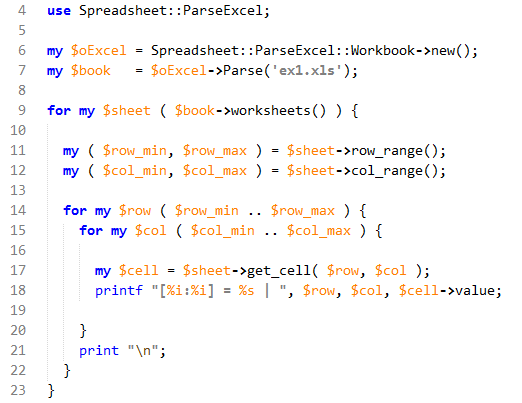 4 use Spreadsheet::ParseExcel;
5
6 my $oExcel = Spreadsheet::ParseExcel::Workbook->new();
7 my $book   = $oExcel->Parse('ex1.xls');
8
9 for my $sheet ( $book->worksheets() ) {
10
11   my ( $row_min, $row_max ) = $sheet->row_range();
12   my ( $col_min, $col_max ) = $sheet->col_range();
13
14   for my $row ( $row_min .. $row_max ) {
15     for my $col ( $col_min .. $col_max ) {
16
17       my $cell = $sheet->get_cell( $row, $col );
18       printf "[%i:%i] = %s | ", $row, $col, $cell->value;
19
20     }
21     print "\n";
22   }
23 }